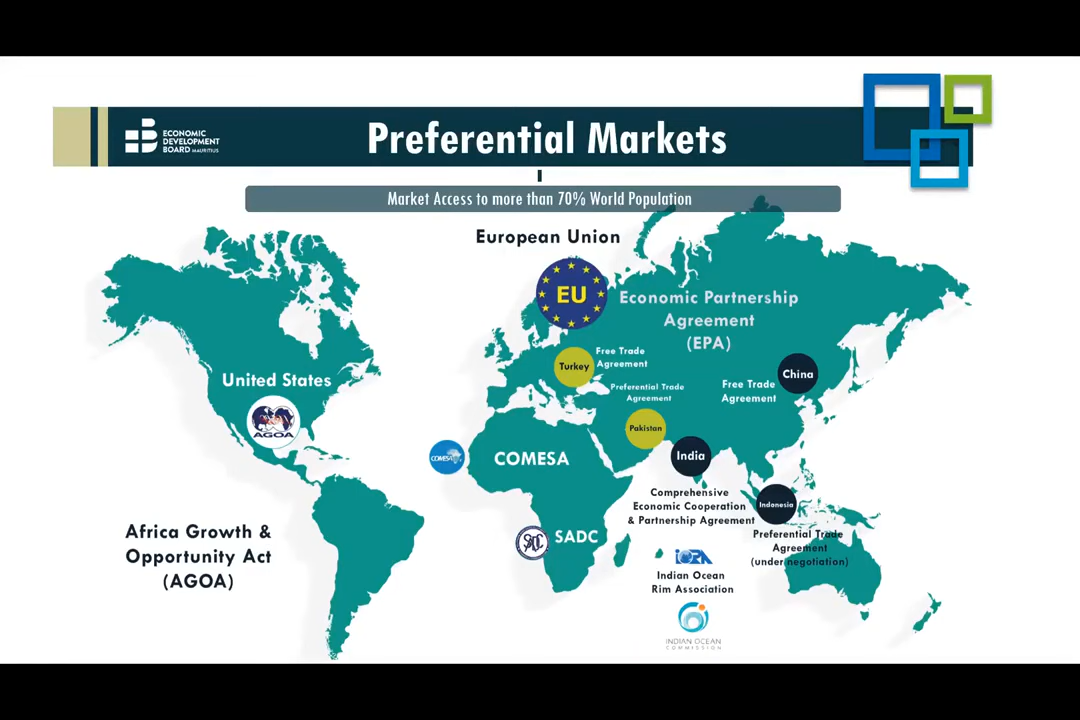 ECONOMIC
DEVELOPMENT
BOARD MAURITIUS
Preferential Markets
Market Access to more than 70% World Population
European Union
EU
Economic Partnership
Agreement
(EPA)
Turkey
Free Trade
Agreement
Preferential Trade
Agreement
Pakistan
China
Free Trade
Agreement
United States
AGOA
COMESA
COMESA
India
Comprehensive
Economic Cooperation
& Partnership Agreement
Indonesia
Preferential Trade
Agreement
(under negotiation)
Africa Growth &
Opportunity Act
(AGOA)
SADC
SADC
iORA
Indian Ocean
Rim Association
INDIAN OCEAN
COMMISSION